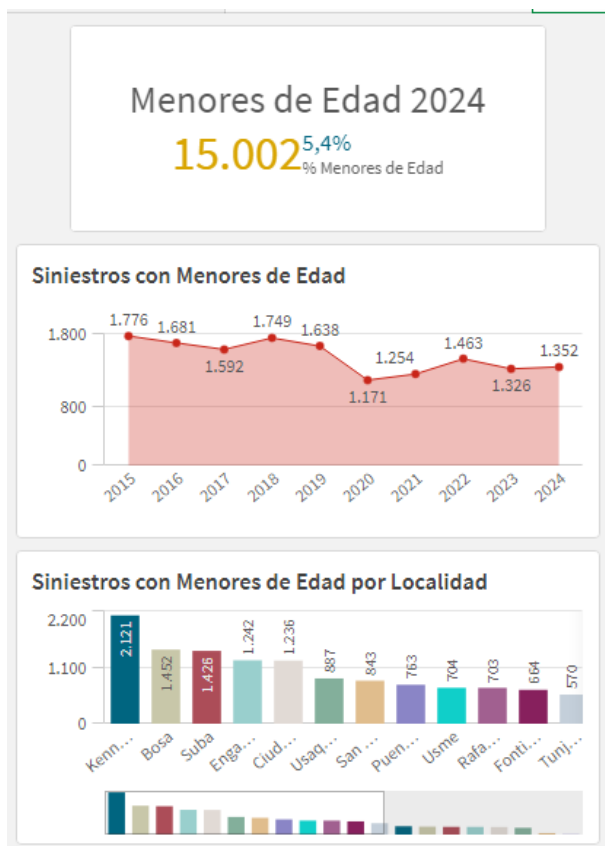 Menores de Edad 2024
15.002 5,4%
% Menores de Edad
Siniestros con Menores de Edad
1.776 1.681 1.592 1.749 1.638 1.171 1.254 1.463 1.326 1.352
1.800
800
0
2015 2016 2017 2018 2019 2020 2021 2022 2023 2024
Siniestros con Menores de Edad por Localidad
2.200
1.100
0
2.121 1.452 1.426 1.242 1.236 887 843 763 704 703 664 570
Kenn... Bosa Suba Enga... Ciud... Usaq... San ... Puen... Usme Rafa... Fonti... Tunj...